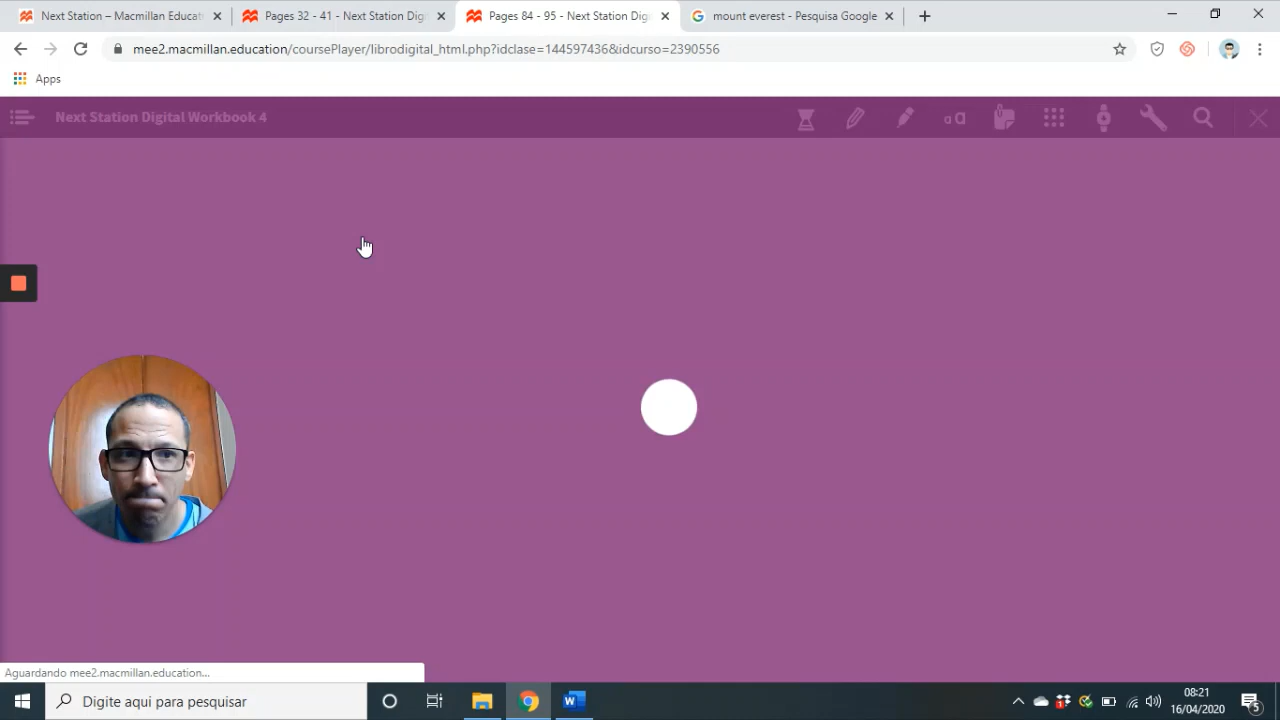 Next Station – Macmillan Educat
Pages 32 - 41 - Next Station Digi
Pages 84 - 95 - Next Station Dig
mount everest - Pesquisa Google
mee2.macmillan.education/coursePlayer/librodigital_html.php?idclase=144597436&idcurso=2390556
Apps
Next Station Digital Workbook 4
a a
Aguardando mee2.macmillan.education...
Digite aqui para pesquisar
08:21
16/04/2020
5